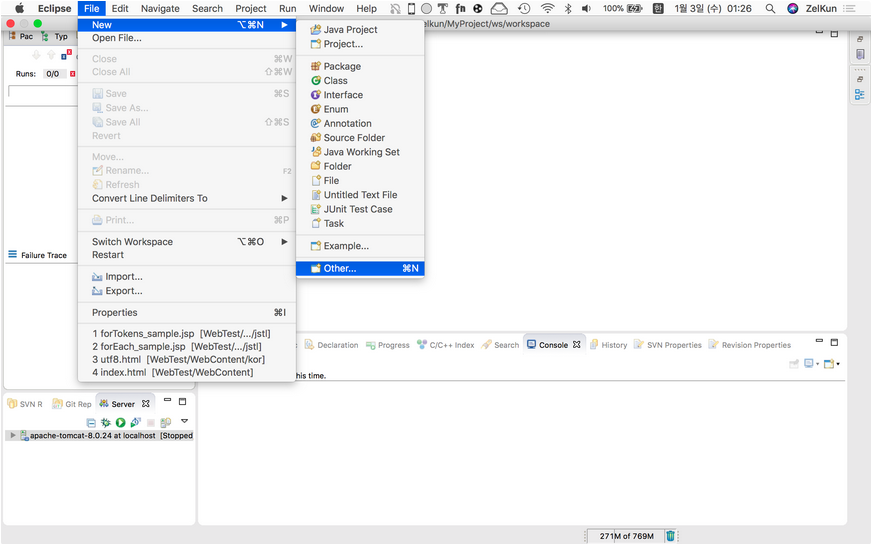 Eclipse File Edit Navigate Search Project Run Window Help 100% 1월 3일 (수) 01:26 ZelKun
elkun/MyProject/ws/workspace
Pac Typ
Runs: 0/0
Failure Trace
New ⌥⌘N
Open File...
Close ⌘W
Close All ⇧⌘W
Save ⌘S
Save As...
Save All ⇧⌘S
Revert
Move...
Rename... F2
Refresh
Convert Line Delimiters To
Print... ⌘P
Switch Workspace ⌥⌘O
Restart
Import...
Export...
Properties ⌘I
1 forTokens_sample.jsp [WebTest/.../jstl]
2 forEach_sample.jsp [WebTest/.../jstl]
3 utf8.html [WebTest/WebContent/kor]
4 index.html [WebTest/WebContent]
Java Project
Project...
Package
Class
Interface
Enum
Annotation
Source Folder
Java Working Set
Folder
File
Untitled Text File
JUnit Test Case
Task
Example...
Other... ⌘N
Declaration Progress C/C++ Index Search Console History SVN Properties Revision Properties
his time.
SVN R Git Rep Server
apache-tomcat-8.0.24 at localhost [Stopped
271M of 769M